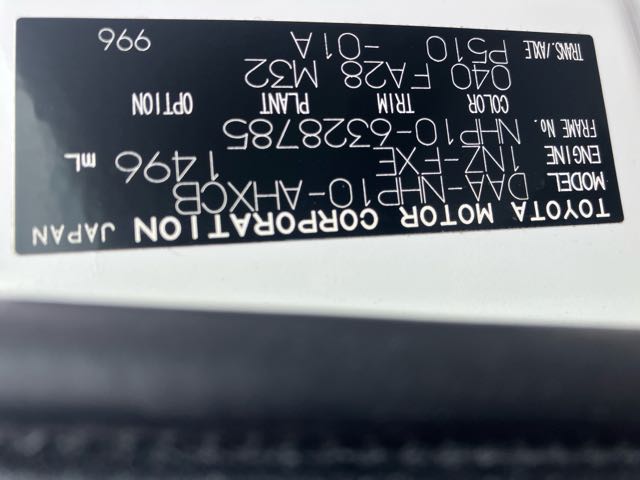 TOYOTA MOTOR CORPORATION JAPAN
MODEL DAA-NHP10-AHXCB
ENGINE 1NZ-FXE 1496 mL
FRAME No. NHP10-6328785
COLOR TRIM PLANT OPTION
040 FA28 M32
TRANS./AXLE P510 -01A
996